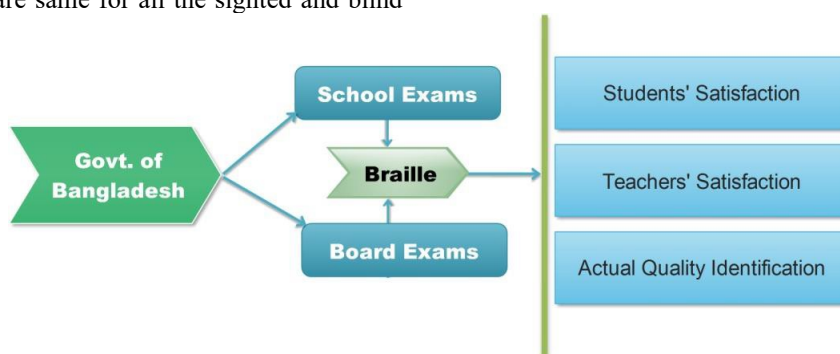 are same for all the sighted and blind
School Exams
Govt. of
Bangladesh
Braille
Board Exams
Students' Satisfaction
Teachers' Satisfaction
Actual Quality Identification